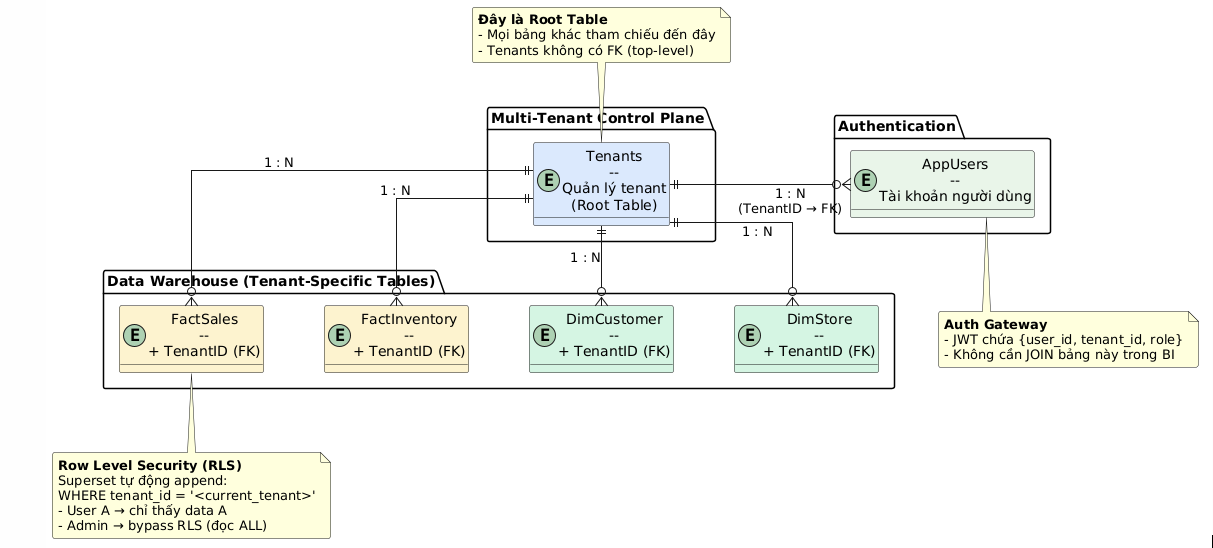 Đây là Root Table
- Mọi bảng khác tham chiếu đến đây
- Tenants không có FK (top-level)
Multi-Tenant Control Plane
Tenants
--
E
Quản lý tenant
(Root Table)
Authentication
AppUsers
--
E
Tài khoản người dùng
1 : N
1 : N
1 : N
(TenantID → FK)
1 : N
1 : N
Data Warehouse (Tenant-Specific Tables)
FactSales
--
E
+ TenantID (FK)
FactInventory
--
E
+ TenantID (FK)
DimCustomer
--
E
+ TenantID (FK)
DimStore
--
E
+ TenantID (FK)
Auth Gateway
- JWT chứa {user_id, tenant_id, role}
- Không cần JOIN bảng này trong BI
Row Level Security (RLS)
Superset tự động append:
WHERE tenant_id = '<current_tenant>'
- User A → chỉ thấy data A
- Admin → bypass RLS (đọc ALL)